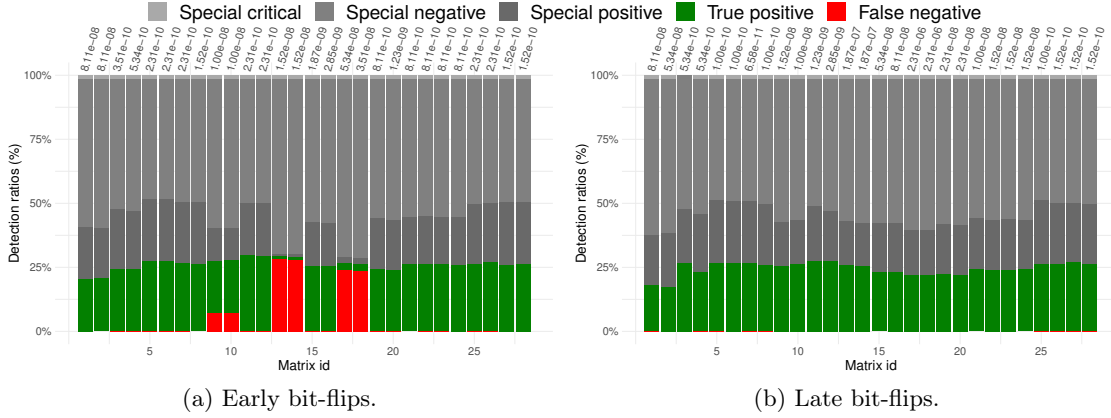 Special critical Special negative Special positive True positive False negative
8.11e−08 8.11e−08 3.51e−10 5.34e−10 2.31e−10 2.31e−10 2.31e−10 1.52e−10 1.00e−08 1.00e−08 2.31e−10 2.31e−10 1.52e−08 1.52e−08 1.87e−09 2.85e−09 5.34e−08 3.51e−08 8.11e−10 1.23e−09 8.11e−10 8.11e−10 8.11e−10 8.11e−10 2.31e−10 2.31e−10 1.52e−10 1.52e−10
100%
75%
50%
25%
0%
Detection ratios (%)
5 10 15 20 25
Matrix id
(a) Early bit-flips.
8.11e−08 5.34e−08 5.34e−10 5.34e−10 1.00e−10 1.00e−10 6.58e−11 1.00e−10 1.52e−08 1.00e−08 1.23e−09 2.85e−09 1.87e−07 1.87e−07 5.34e−08 8.11e−08 2.31e−06 2.31e−06 2.31e−08 2.31e−06 1.00e−08 1.52e−08 1.52e−08 1.52e−08 1.00e−10 1.52e−10 1.52e−10 1.52e−10
100%
75%
50%
25%
0%
Detection ratios (%)
5 10 15 20 25
Matrix id
(b) Late bit-flips.